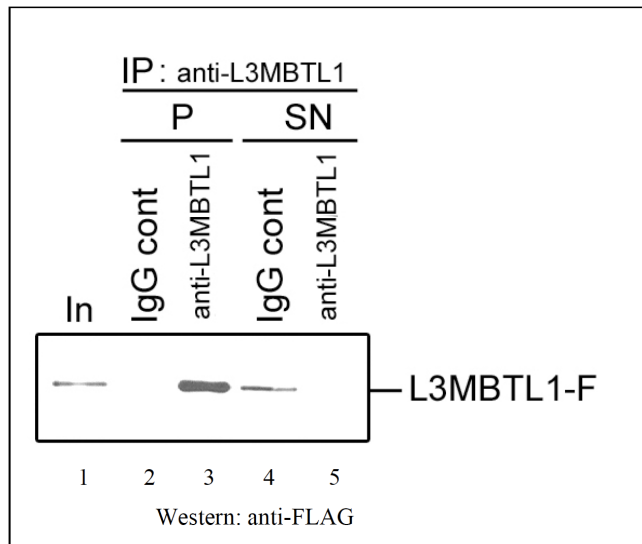 IP: anti-L3MBTL1
P SN
In IgG cont anti-L3MBTL1 IgG cont anti-L3MBTL1
L3MBTL1-F
1 2 3 4 5
Western: anti-FLAG